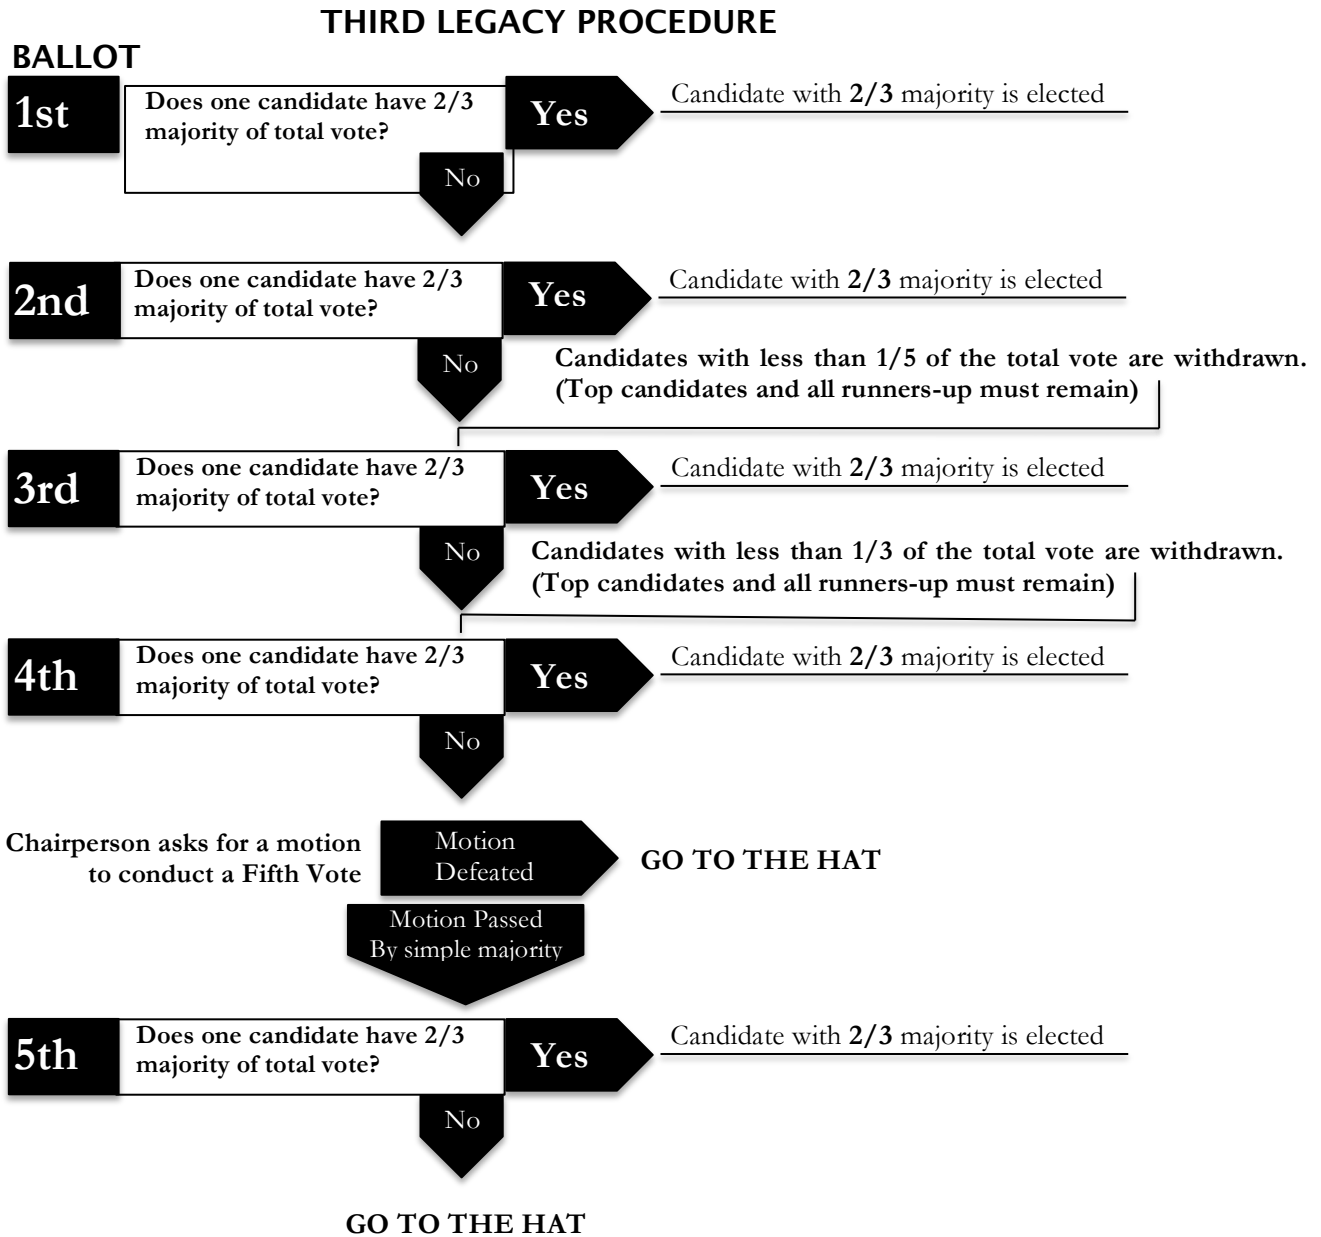 THIRD LEGACY PROCEDURE
BALLOT
1st
Does one candidate have 2/3
majority of total vote?
Yes
Candidate with 2/3 majority is elected
No
2nd
Does one candidate have 2/3
majority of total vote?
Yes
Candidate with 2/3 majority is elected
No
Candidates with less than 1/5 of the total vote are withdrawn.
(Top candidates and all runners-up must remain)
3rd
Does one candidate have 2/3
majority of total vote?
Yes
Candidate with 2/3 majority is elected
No
Candidates with less than 1/3 of the total vote are withdrawn.
(Top candidates and all runners-up must remain)
4th
Does one candidate have 2/3
majority of total vote?
Yes
Candidate with 2/3 majority is elected
No
Chairperson asks for a motion
to conduct a Fifth Vote
Motion
Defeated
GO TO THE HAT
Motion Passed
By simple majority
5th
Does one candidate have 2/3
majority of total vote?
Yes
Candidate with 2/3 majority is elected
No
GO TO THE HAT